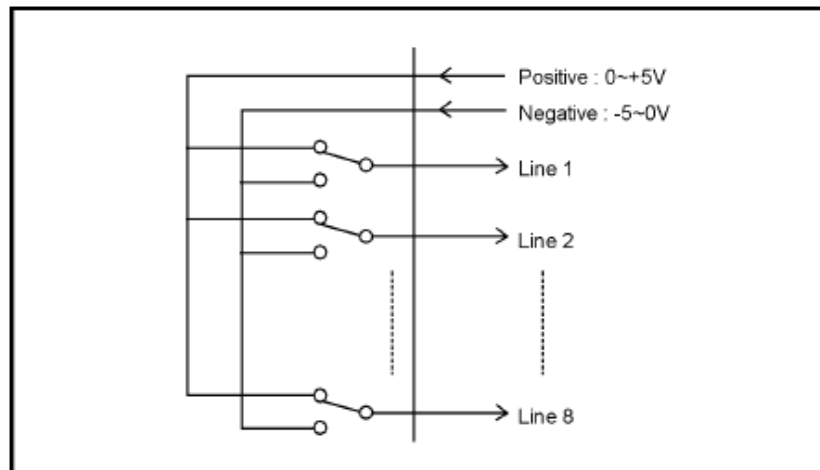 Positive : 0~+5V
Negative : -5~0V
Line 1
Line 2
Line 8